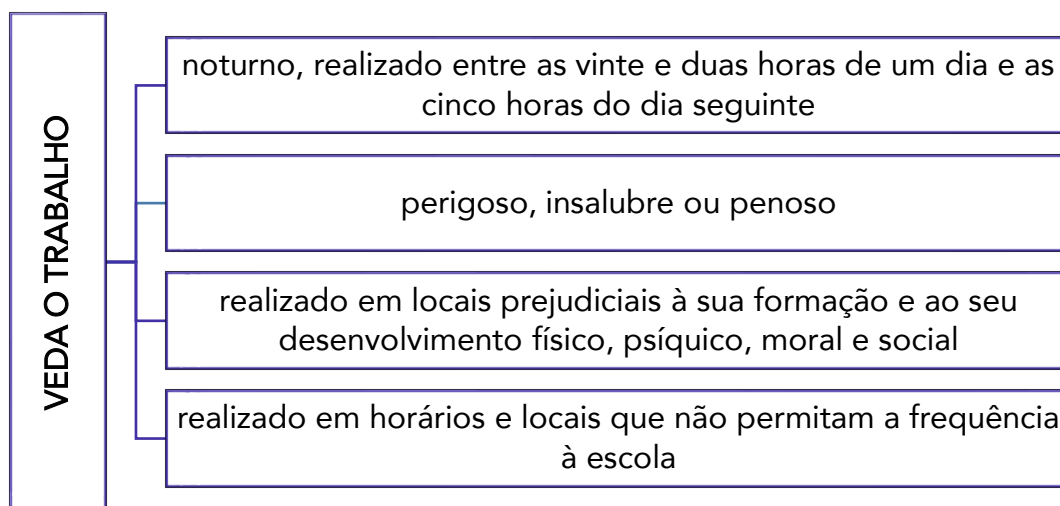 VEDA O TRABALHO
noturno, realizado entre as vinte e duas horas de um dia e as
cinco horas do dia seguinte
perigoso, insalubre ou penoso
realizado em locais prejudiciais à sua formação e ao seu
desenvolvimento físico, psíquico, moral e social
realizado em horários e locais que não permitam a frequência
à escola